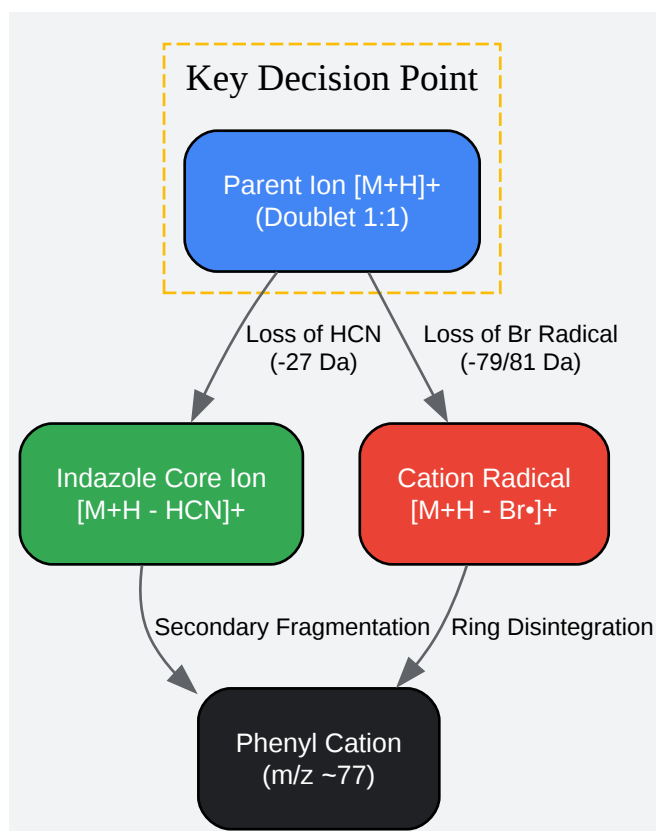 Key Decision Point
Parent Ion [M+H]+
(Doublet 1:1)
Loss of HCN
(-27 Da)
Loss of Br Radical
(-79/81 Da)
Indazole Core Ion
[M+H - HCN]+
Cation Radical
[M+H - Br•]+
Secondary Fragmentation
Ring Disintegration
Phenyl Cation
(m/z ~77)